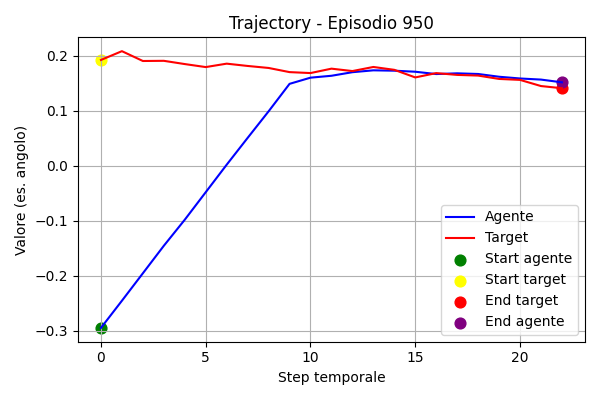 Trajectory - Episodio 950
Valore (es. angolo)
0.2
0.1
0.0
−0.1
−0.2
−0.3
Agente
Target
Start agente
Start target
End target
End agente
0 5 10 15 20
Step temporale